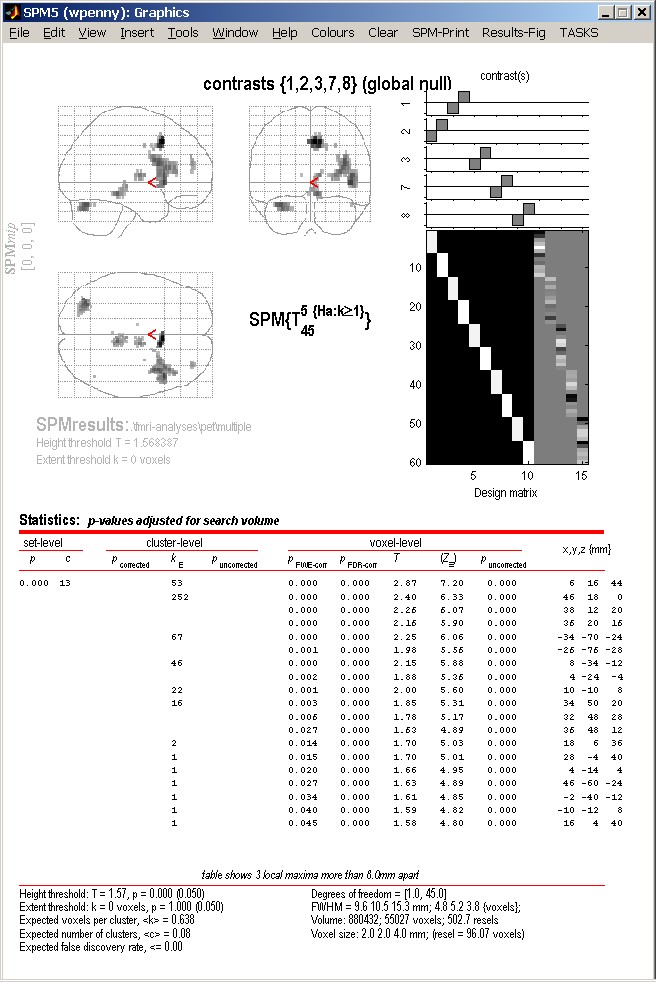 SPM5 (wpenny): Graphics
File Edit View Insert Tools Window Help Colours Clear SPM-Print Results-Fig TASKS
contrasts {1,2,3,7,8} (global null)
contrast(s)
1
2
3
7
8
SPMmip
[0, 0, 0]
<
<
<
SPM{T45 5 {Ha:k≥1}}
10
20
30
40
50
60
5 10 15
Design matrix
SPMresults: .\fmri-analyses\pet\multiple
Height threshold T = 1.568387
Extent threshold k = 0 voxels
Statistics: p-values adjusted for search volume
set-level cluster-level voxel-level x,y,z {mm}
p c p corrected k E p uncorrected p FWE-corr p FDR-corr T (Z≡) p uncorrected
0.000 13 53 0.000 0.000 2.87 7.20 0.000 6 16 44
252 0.000 0.000 2.40 6.33 0.000 46 18 0
0.000 0.000 2.26 6.07 0.000 38 12 20
0.000 0.000 2.16 5.90 0.000 36 20 16
67 0.000 0.000 2.25 6.06 0.000 -34 -70 -24
0.001 0.000 1.98 5.56 0.000 -26 -76 -28
46 0.000 0.000 2.15 5.88 0.000 8 -34 -12
0.002 0.000 1.88 5.36 0.000 4 -24 -4
22 0.001 0.000 2.00 5.60 0.000 10 -10 8
16 0.003 0.000 1.85 5.31 0.000 34 50 20
0.006 0.000 1.78 5.17 0.000 32 48 28
0.027 0.000 1.63 4.89 0.000 36 48 12
2 0.014 0.000 1.70 5.03 0.000 18 6 36
1 0.015 0.000 1.70 5.01 0.000 28 -4 40
1 0.020 0.000 1.66 4.95 0.000 4 -14 4
1 0.027 0.000 1.63 4.89 0.000 46 -60 -24
1 0.034 0.000 1.61 4.85 0.000 -2 -40 -12
1 0.040 0.000 1.59 4.82 0.000 -10 -12 8
1 0.045 0.000 1.58 4.80 0.000 16 4 40
table shows 3 local maxima more than 8.0mm apart
Height threshold: T = 1.57, p = 0.000 (0.050)
Extent threshold: k = 0 voxels, p = 1.000 (0.050)
Expected voxels per cluster, <k> = 0.638
Expected number of clusters, <c> = 0.08
Expected false discovery rate, <= 0.00
Degrees of freedom = [1.0, 45.0]
FWHM = 9.6 10.5 15.3 mm; 4.8 5.2 3.8 {voxels};
Volume: 880432; 55027 voxels; 502.7 resels
Voxel size: 2.0 2.0 4.0 mm; (resel = 96.07 voxels)